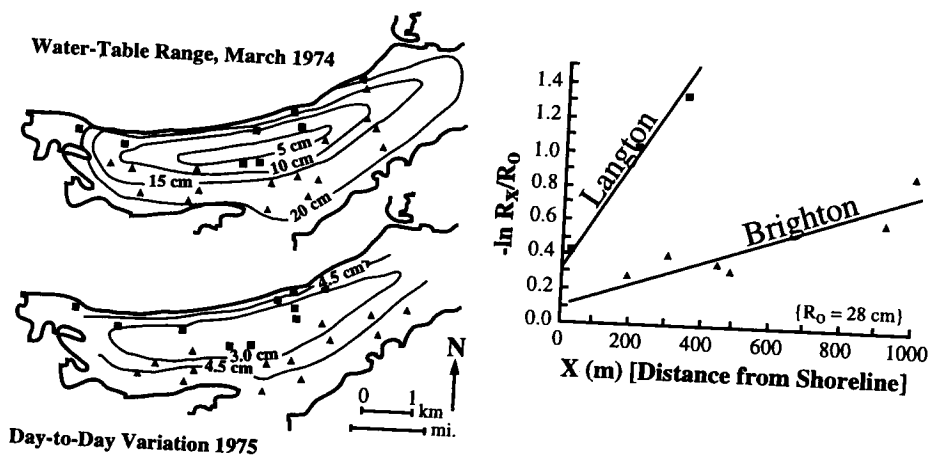 Water-Table Range, March 1974
5 cm
10 cm
15 cm
20 cm
4.5 cm
3.0 cm
4.5 cm
N
0 1
km
mi.
Day-to-Day Variation 1975
-ln Rx/Ro
1.4
1.2
1.0
0.8
0.6
0.4
0.2
0.0
Langton
Brighton
{Ro = 28 cm}
0 200 400 600 800 1000
X (m) [Distance from Shoreline]